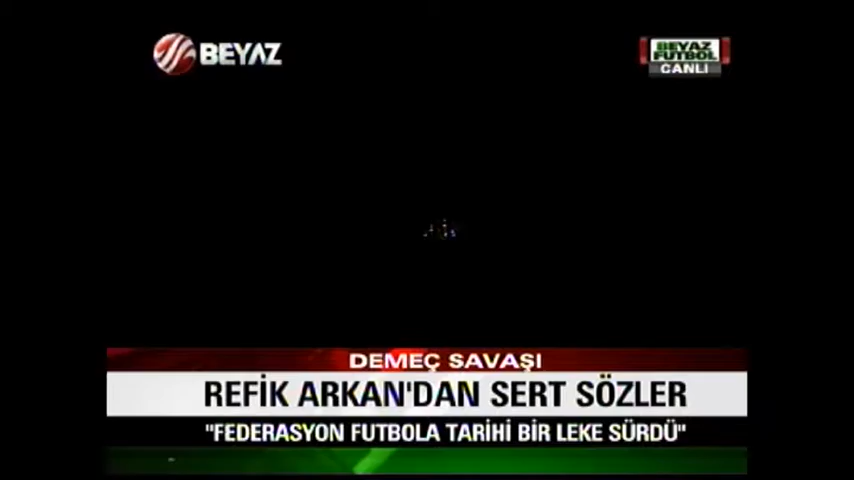 BEYAZ
BEYAZ
FUTBOL
CANLI
DEMEÇ SAVAŞI
REFİK ARKAN'DAN SERT SÖZLER
"FEDERASYON FUTBOLA TARİHİ BİR LEKE SÜRDÜ"